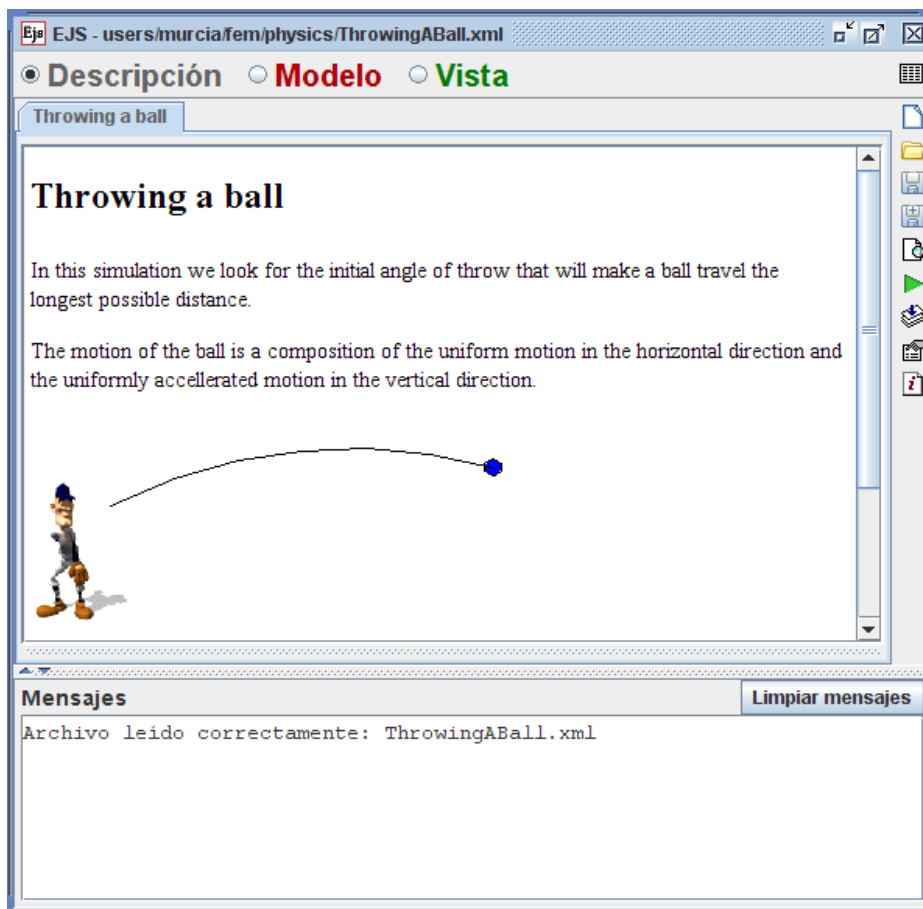 Ejs EJS - users/murcia/fem/physics/ThrowingABall.xml
Descripción Modelo Vista
Throwing a ball
Throwing a ball
In this simulation we look for the initial angle of throw that will make a ball travel the
longest possible distance.
The motion of the ball is a composition of the uniform motion in the horizontal direction and
the uniformly accellerated motion in the vertical direction.
Mensajes Limpiar mensajes
Archivo leído correctamente: ThrowingABall.xml